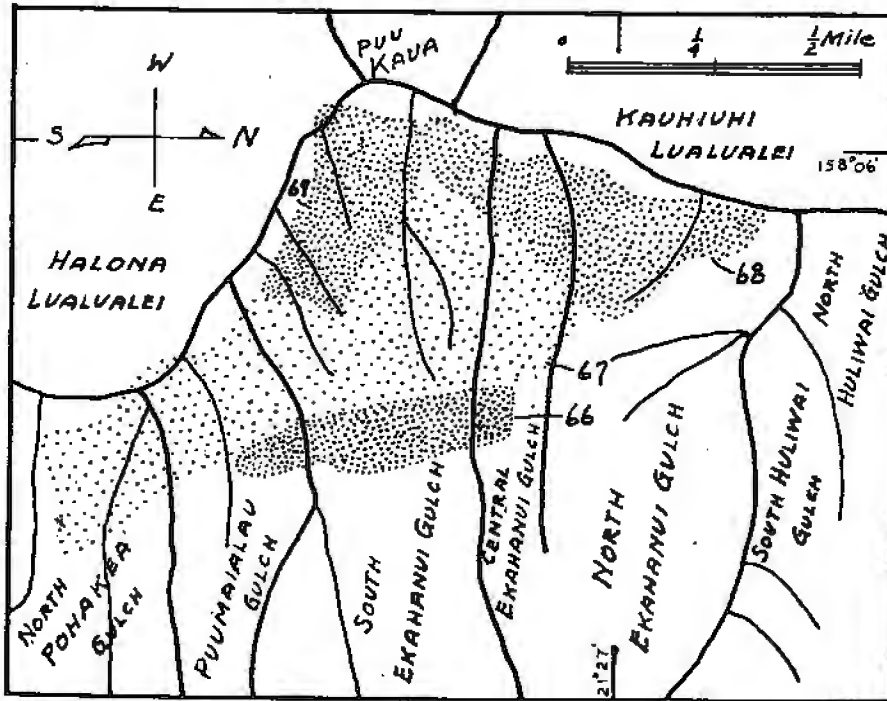 PUU
KAUA
0 1/4 1/2 Mile
W
S N
E
KAUHIUHI
LUALUALEI
158°06'
69
HALONA
LUALUALEI
68
NORTH
HULIWAI GULCH
67
66
NORTH
POHAKEA
GULCH
PUUMAIALAU
GULCH
SOUTH
EKAHANUI GULCH
CENTRAL
EKAHANUI GULCH
NORTH
EKAHANUI GULCH
SOUTH HULIWAI
GULCH
21°27'